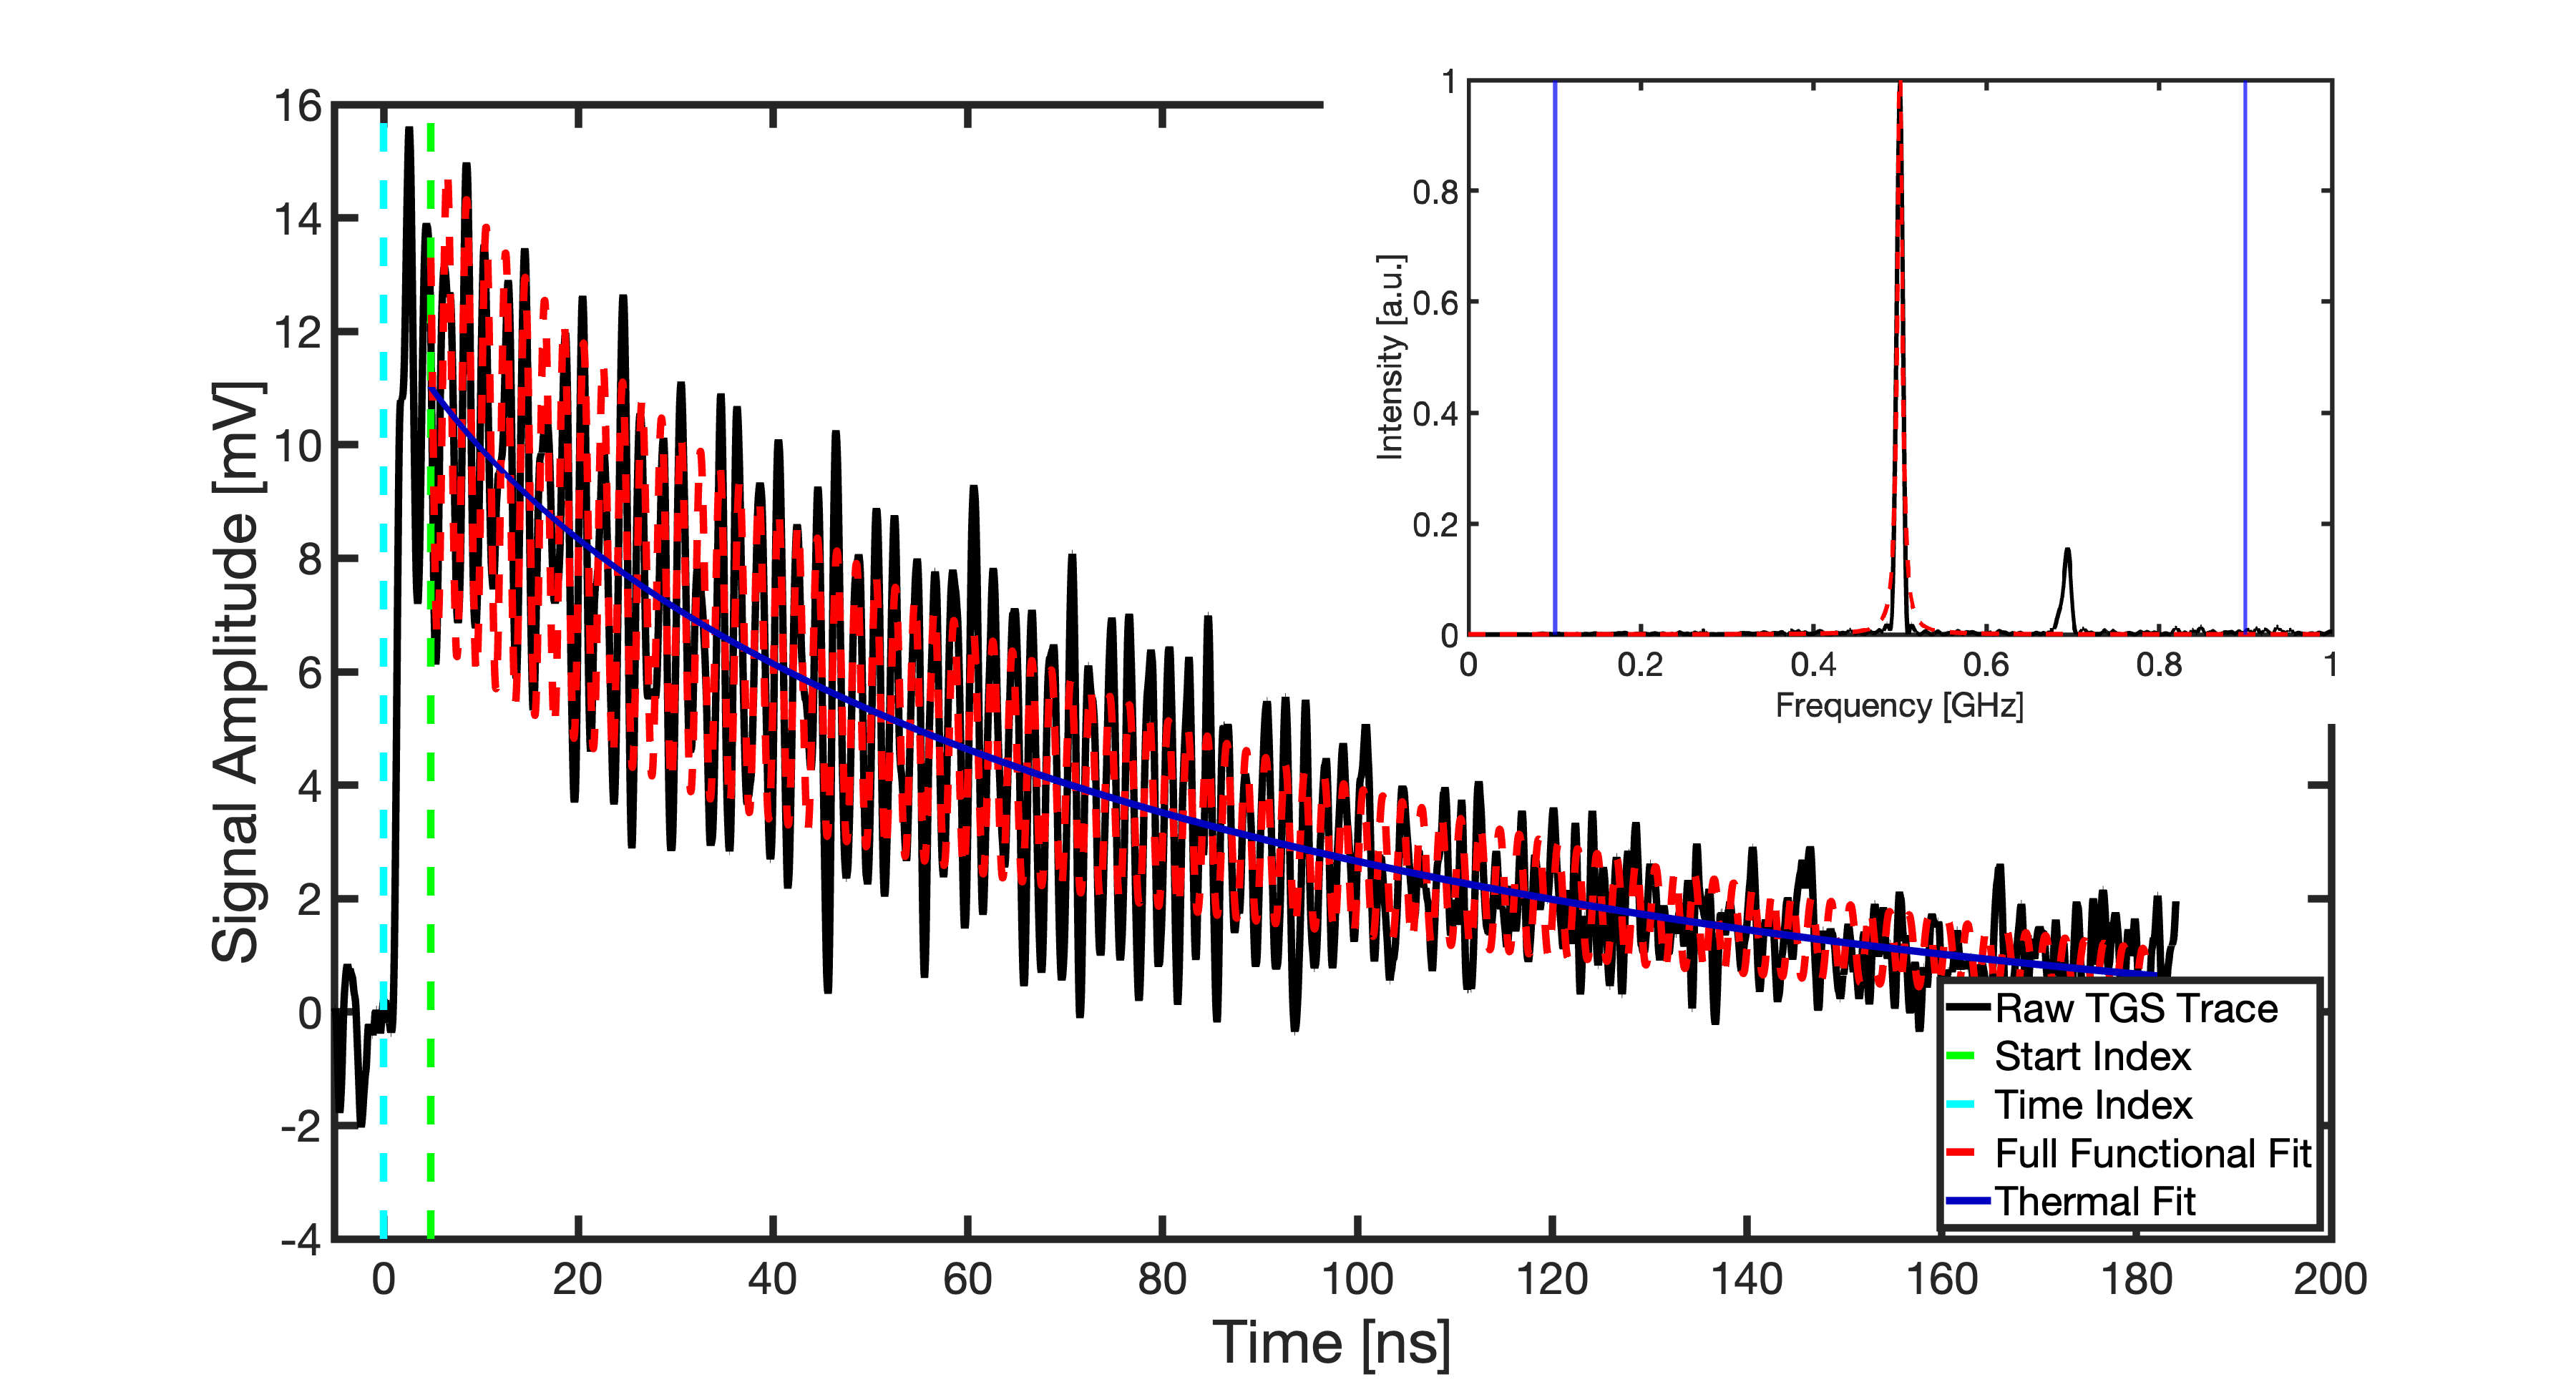 16
14
12
10
8
6
4
2
0
-2
-4
Signal Amplitude [mV]
0 20 40 60 80 100 120 140 160 180 200
Time [ns]
1
0.8
0.6
0.4
0.2
0
Intensity [a.u.]
0 0.2 0.4 0.6 0.8 1
Frequency [GHz]
Raw TGS Trace
Start Index
Time Index
Full Functional Fit
Thermal Fit